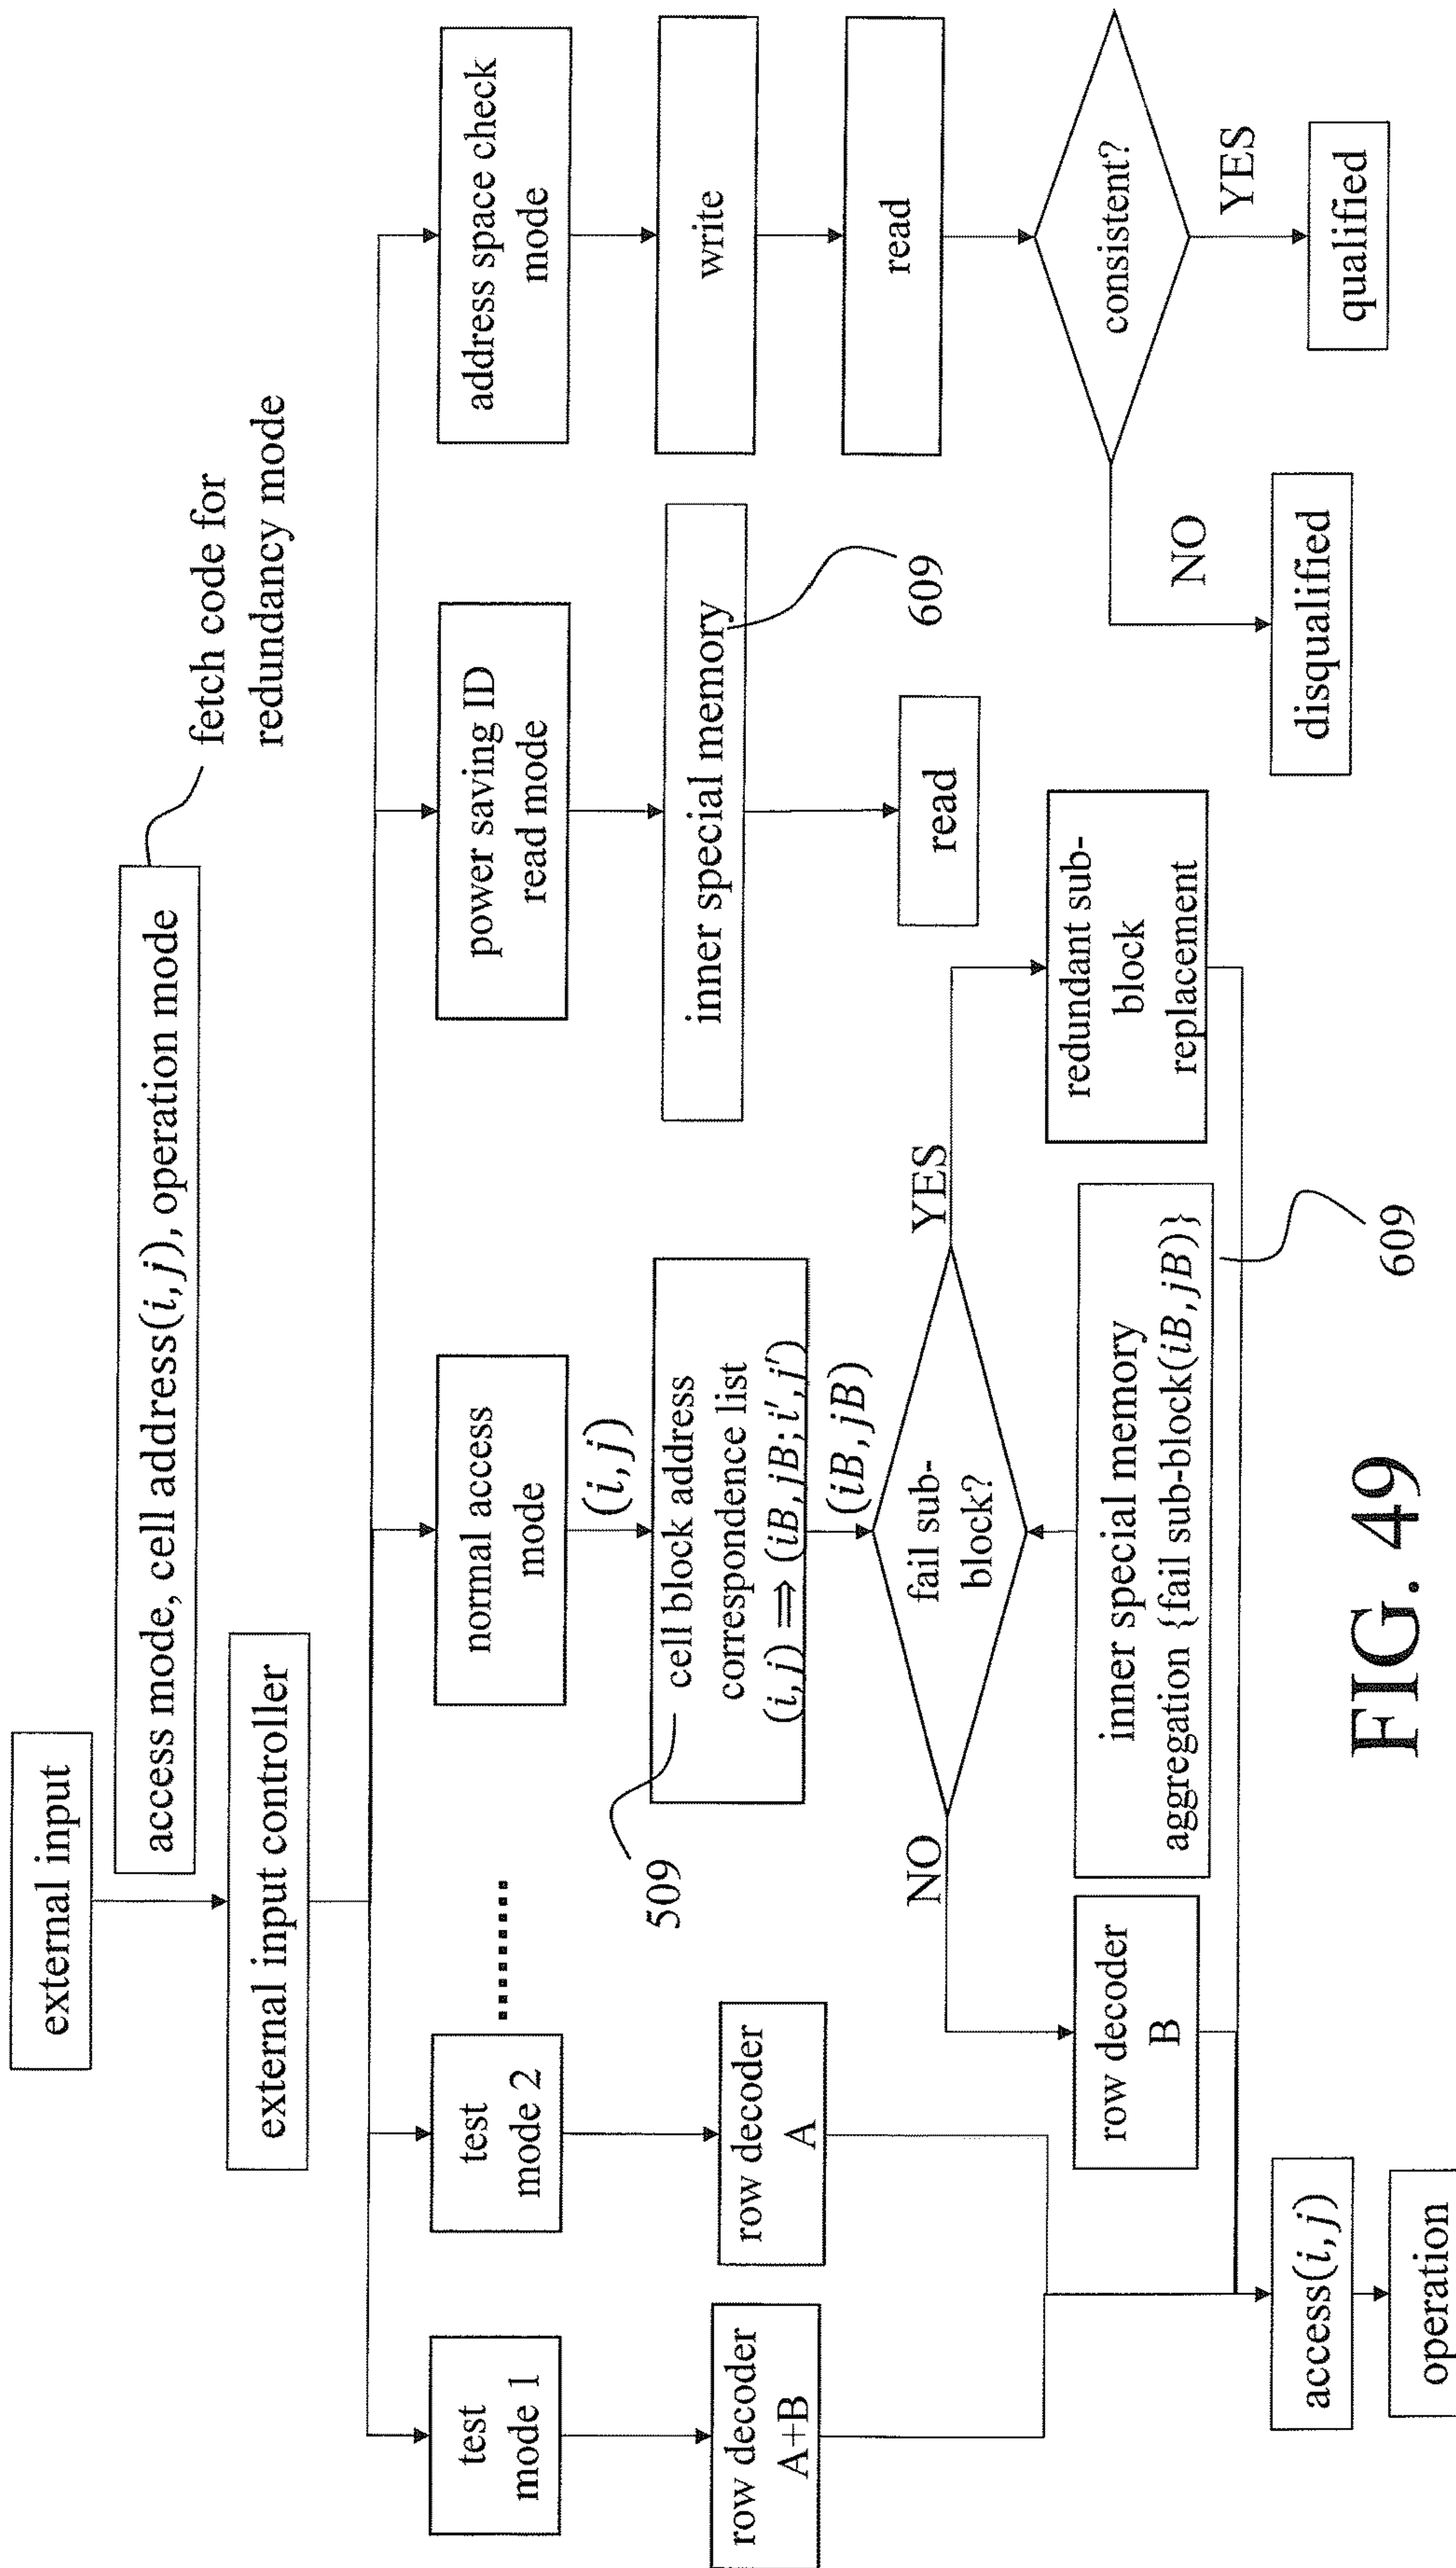 external input
access mode, cell address(i, j), operation mode
fetch code for
redundancy mode
external input controller
test
mode 1
test
mode 2
........
normal access
mode
power saving ID
read mode
address space check
mode
(i, j)
row decoder
A+B
row decoder
A
509
cell block address
correspondence list
(i, j) ⇒ (iB, jB; i′, j′)
inner special memory
609
write
read
(iB, jB)
fail sub-
block?
NO
YES
read
consistent?
NO
YES
row decoder
B
inner special memory
aggregation {fail sub-block(iB, jB)}
609
redundant sub-
block
replacement
disqualified
qualified
access(i, j)
operation
FIG. 49